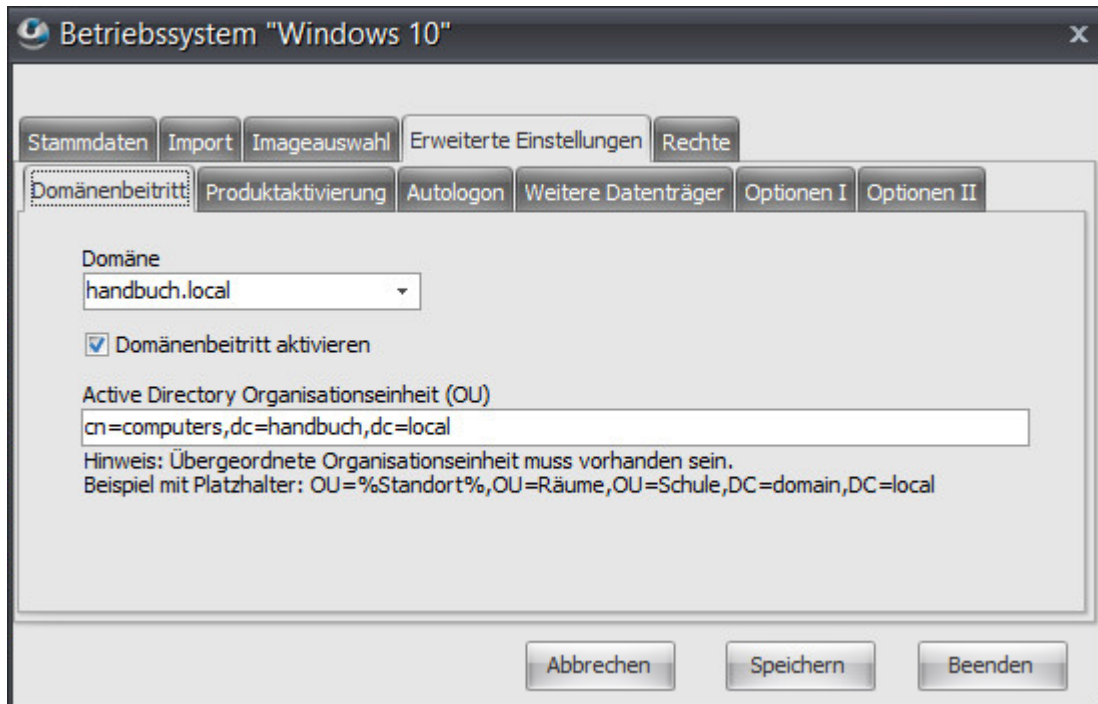 Betriebssystem "Windows 10"
x
Stammdaten Import Imageauswahl Erweiterte Einstellungen Rechte
Domänenbeitritt Produktaktivierung Autologon Weitere Datenträger Optionen I Optionen II
Domäne
handbuch.local
Domänenbeitritt aktivieren
Active Directory Organisationseinheit (OU)
cn=computers,dc=handbuch,dc=local
Hinweis: Übergeordnete Organisationseinheit muss vorhanden sein.
Beispiel mit Platzhalter: OU=%Standort%,OU=Räume,OU=Schule,DC=domain,DC=local
Abbrechen Speichern Beenden